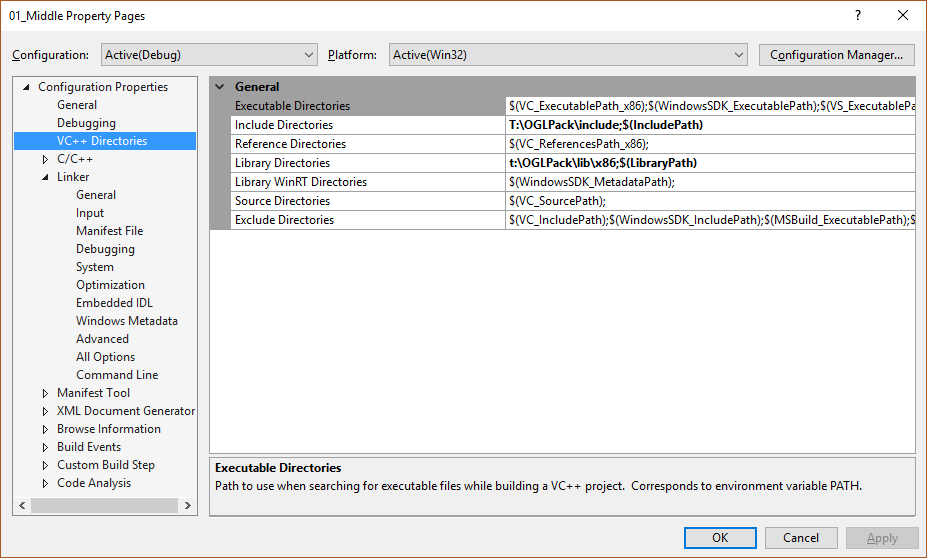 01_Middle Property Pages
?
Configuration: Active(Debug) Platform: Active(Win32) Configuration Manager...
Configuration Properties
General
Debugging
VC++ Directories
C/C++
Linker
General
Input
Manifest File
Debugging
System
Optimization
Embedded IDL
Windows Metadata
Advanced
All Options
Command Line
Manifest Tool
XML Document Generator
Browse Information
Build Events
Custom Build Step
Code Analysis
General
Executable Directories $(VC_ExecutablePath_x86);$(WindowsSDK_ExecutablePath);$(VS_ExecutablePa
Include Directories T:\OGLPack\include;$(IncludePath)
Reference Directories $(VC_ReferencesPath_x86);
Library Directories t:\OGLPack\lib\x86;$(LibraryPath)
Library WinRT Directories $(WindowsSDK_MetadataPath);
Source Directories $(VC_SourcePath);
Exclude Directories $(VC_IncludePath);$(WindowsSDK_IncludePath);$(MSBuild_ExecutablePath);$
Executable Directories
Path to use when searching for executable files while building a VC++ project. Corresponds to environment variable PATH.
OK Cancel Apply